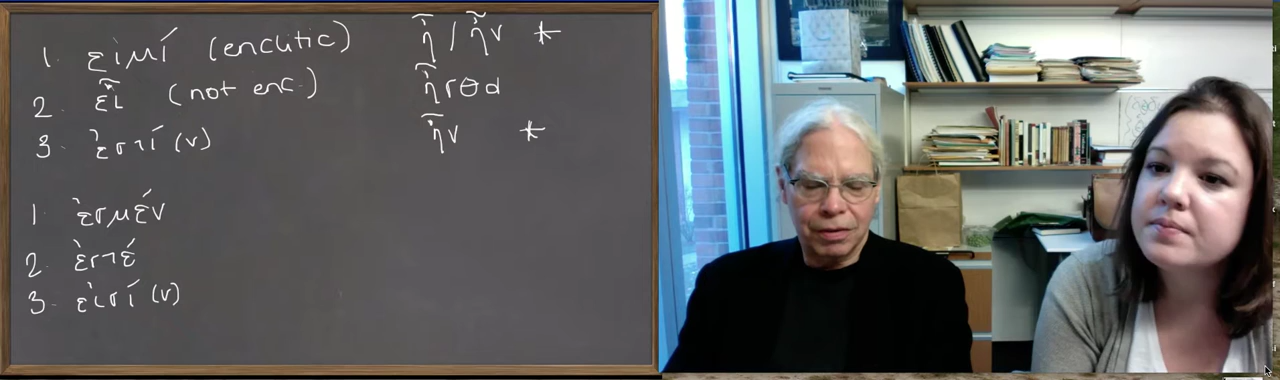 1. εἰμί (enclitic) ἦ / ἦν *
2. εἶ (not enc.) ἦσθα
3. ἐστί (ν) ἦν *
1. ἐσμέν
2. ἐστέ
3. εἰσί (ν)